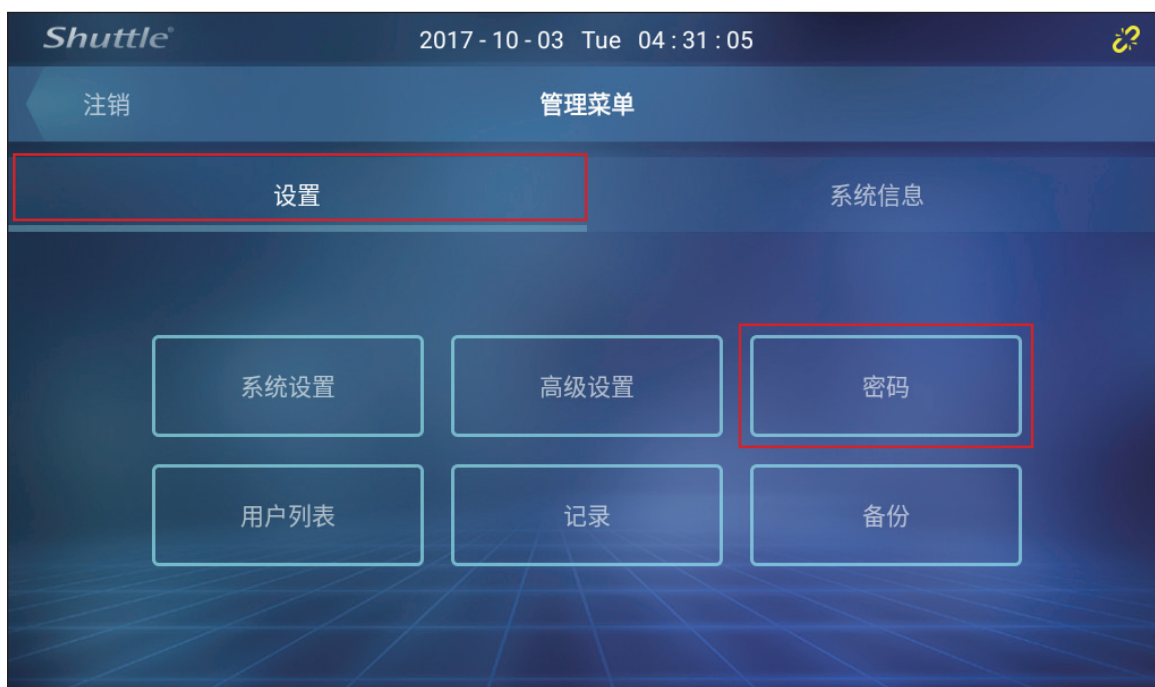 Shuttle® 2017-10-03 Tue 04:31:05
注销 管理菜单
设置 系统信息
系统设置 高级设置 密码
用户列表 记录 备份